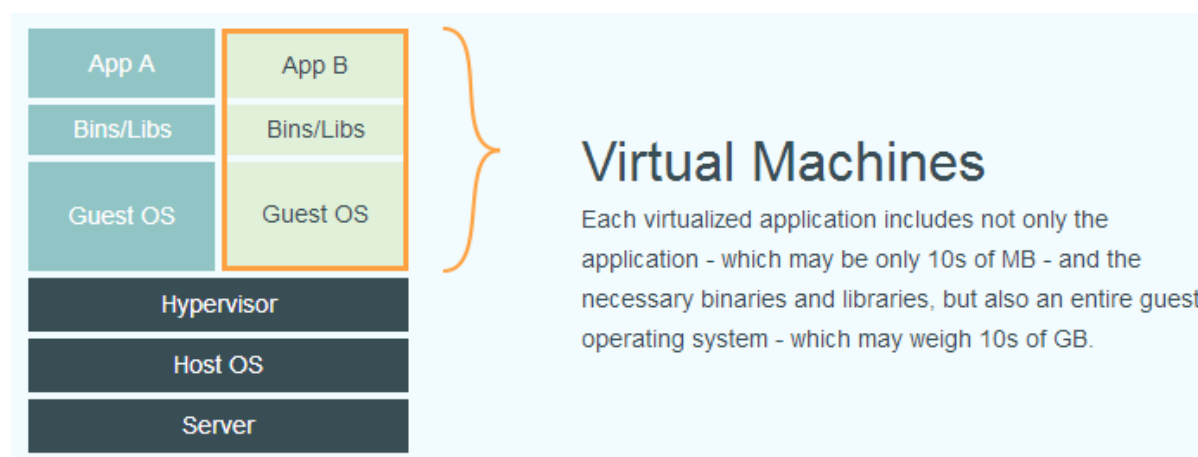 App A
App B
Bins/Libs
Bins/Libs
Guest OS
Guest OS
Hypervisor
Host OS
Server
Virtual Machines
Each virtualized application includes not only the
application - which may be only 10s of MB - and the
necessary binaries and libraries, but also an entire guest
operating system - which may weigh 10s of GB.